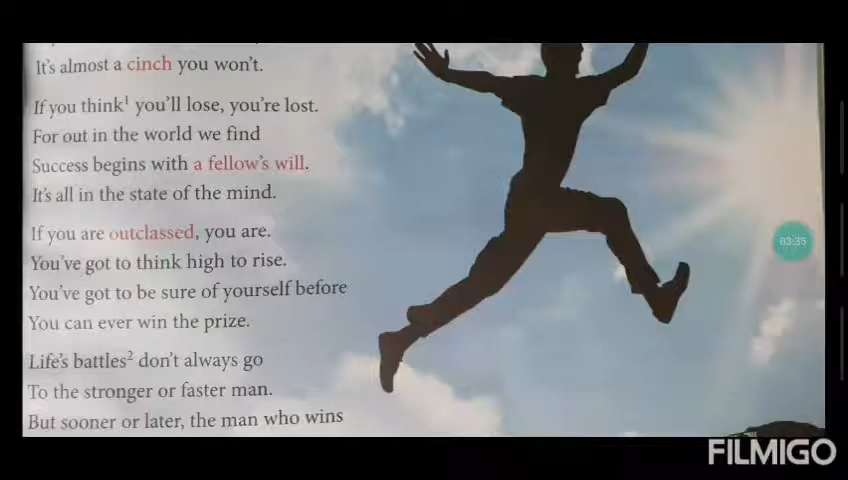 It's almost a cinch you won't.
If you think¹ you'll lose, you're lost.
For out in the world we find
Success begins with a fellow's will.
It's all in the state of the mind.
If you are outclassed, you are.
You've got to think high to rise.
You've got to be sure of yourself before
You can ever win the prize.
Life's battles² don't always go
To the stronger or faster man.
But sooner or later, the man who wins
03:35
FILMIGO